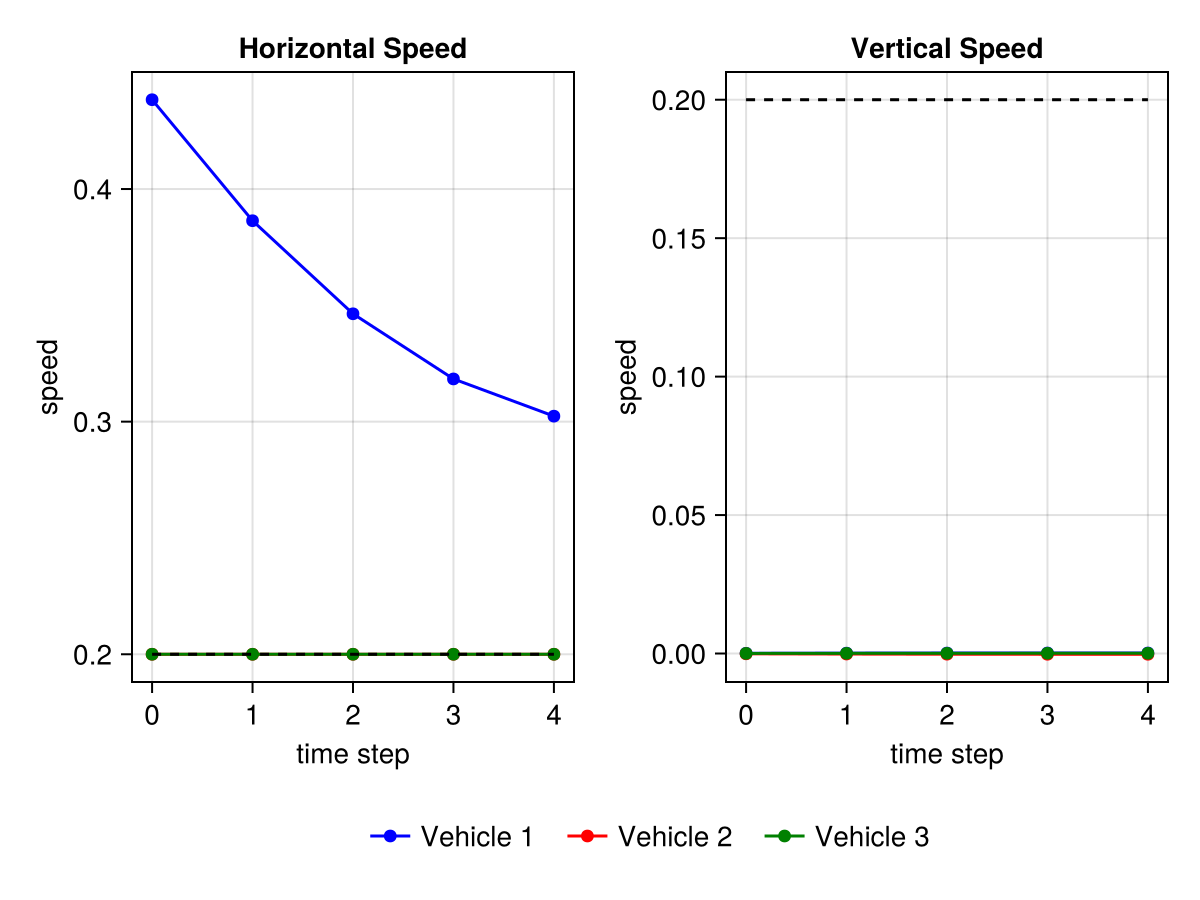 Horizontal Speed
speed
0.4
0.3
0.2
0 1 2 3 4
time step
Vertical Speed
speed
0.20
0.15
0.10
0.05
0.00
0 1 2 3 4
time step
Vehicle 1 Vehicle 2 Vehicle 3